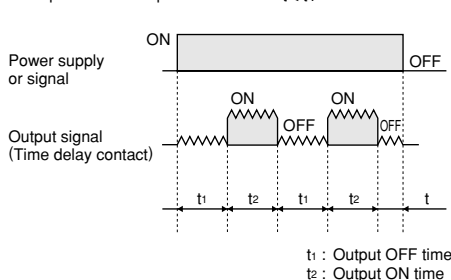 ON
Power supply
or signal
OFF
ON
OFF
ON
OFF
Output signal
(Time delay contact)
t1 t2 t1 t2 t
t1 : Output OFF time
t2 : Output ON time